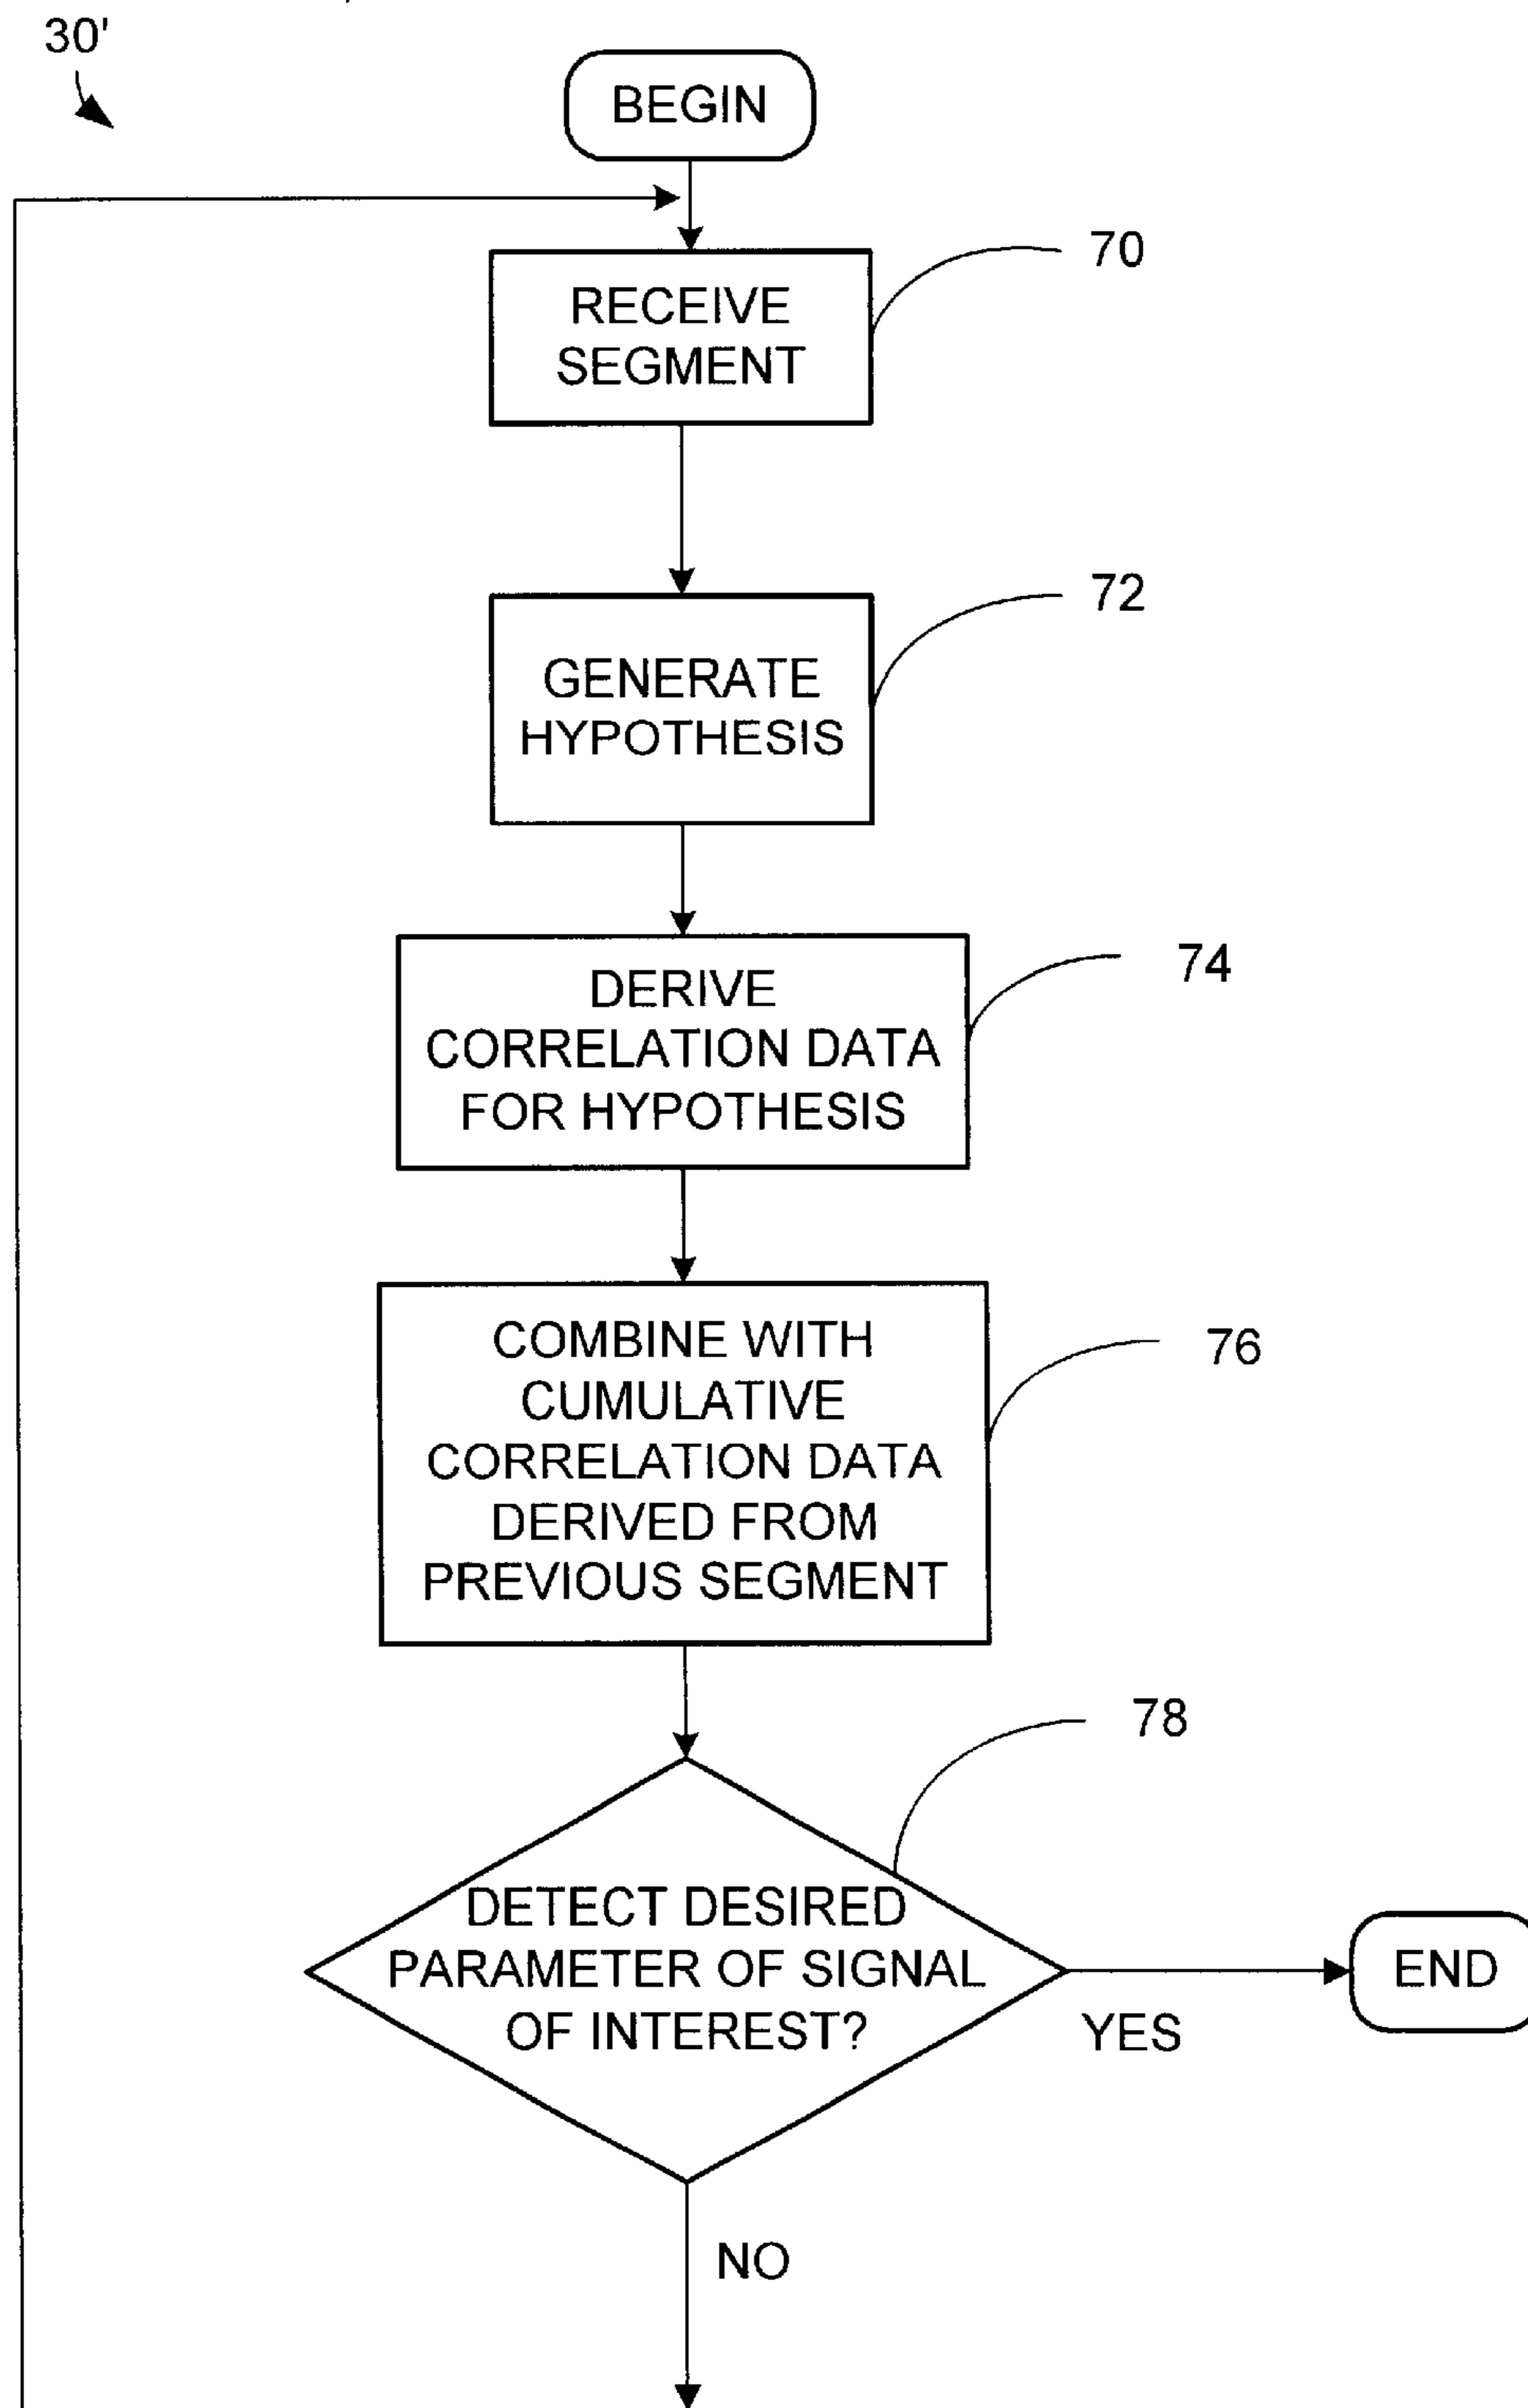 30'
BEGIN
70
RECEIVE
SEGMENT
72
GENERATE
HYPOTHESIS
74
DERIVE
CORRELATION DATA
FOR HYPOTHESIS
76
COMBINE WITH
CUMULATIVE
CORRELATION DATA
DERIVED FROM
PREVIOUS SEGMENT
78
DETECT DESIRED
PARAMETER OF SIGNAL
OF INTEREST?
END
YES
NO